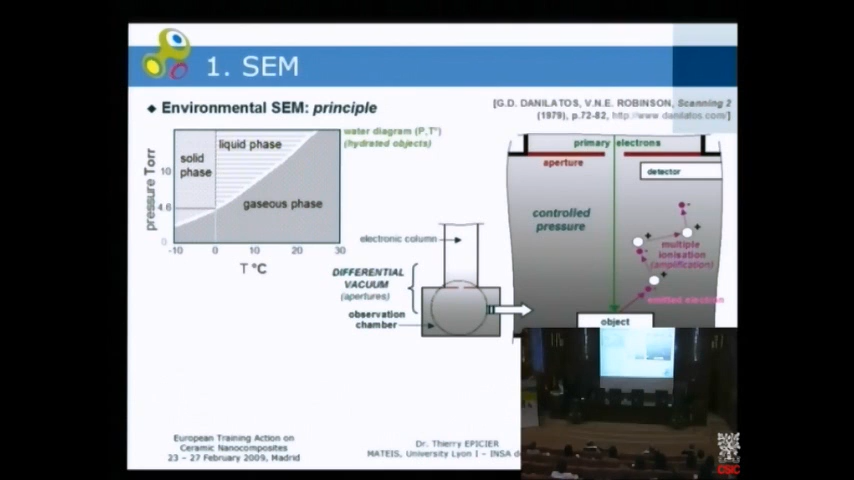 1. SEM
Environmental SEM: principle
[G.D. DANILATOS, V.N.E. ROBINSON, Scanning 2
(1979), p.72-82, http://www.danilatos.com/]
water diagram (P,T°)
(hydrated objects)
pressure Torr
solid
phase
liquid phase
gaseous phase
10
4.6
0
-10 0 10 20 30
T °C
electronic column
DIFFERENTIAL
VACUUM
(apertures)
observation
chamber
primary electrons
aperture
detector
controlled
pressure
multiple
ionisation
(amplification)
emitted electron
object
European Training Action on
Ceramic Nanocomposites
23 – 27 February 2009, Madrid
Dr. Thierry EPICIER
MATEIS, University Lyon I – INSA de
CSIC